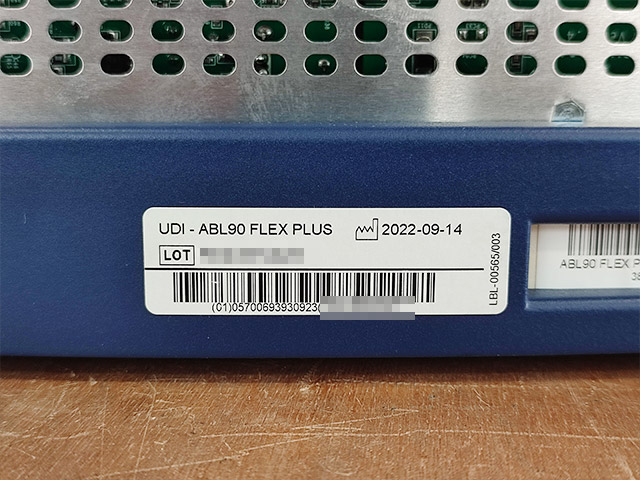 UDI - ABL90 FLEX PLUS 2022-09-14
LOT
(01)05700693930923(
LBL-00565/003
ABL90 FLEX P